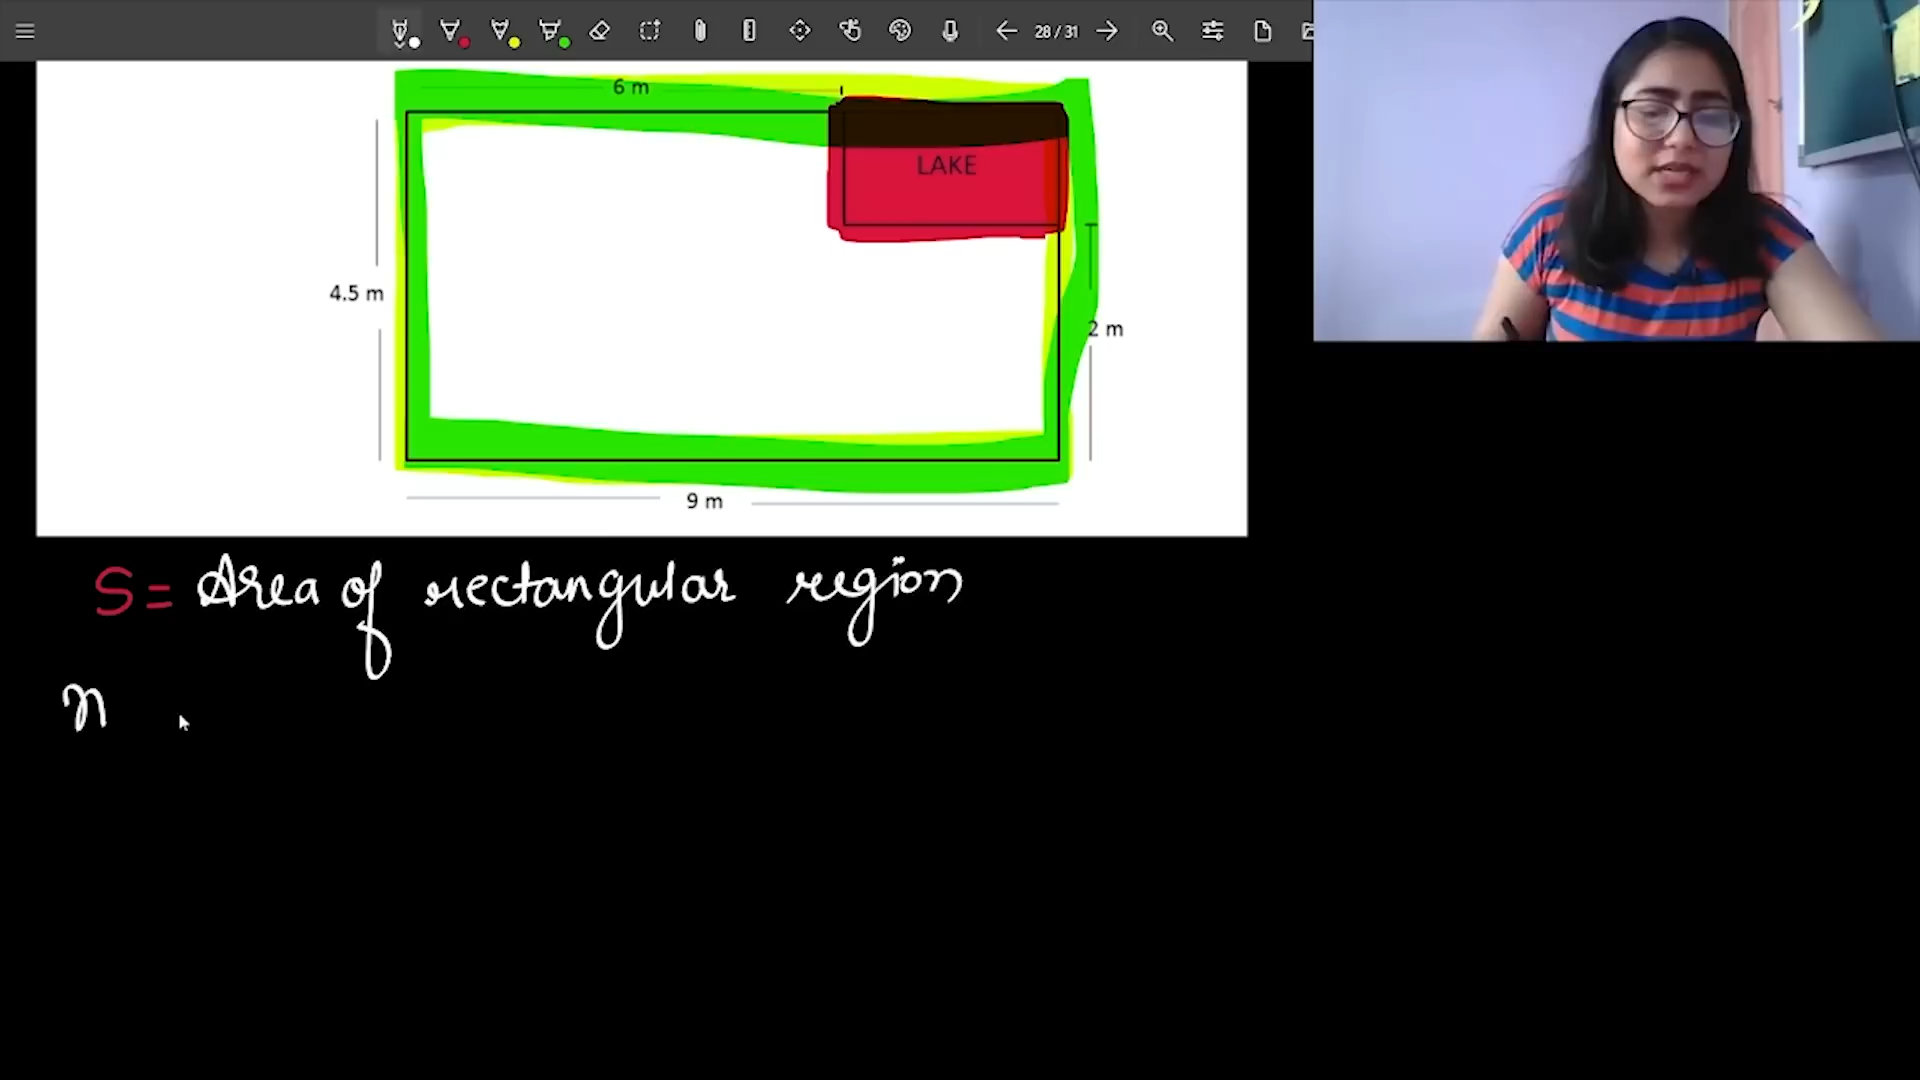 28 / 31
6 m
LAKE
4.5 m
2 m
9 m
S = Area of rectangular region
n